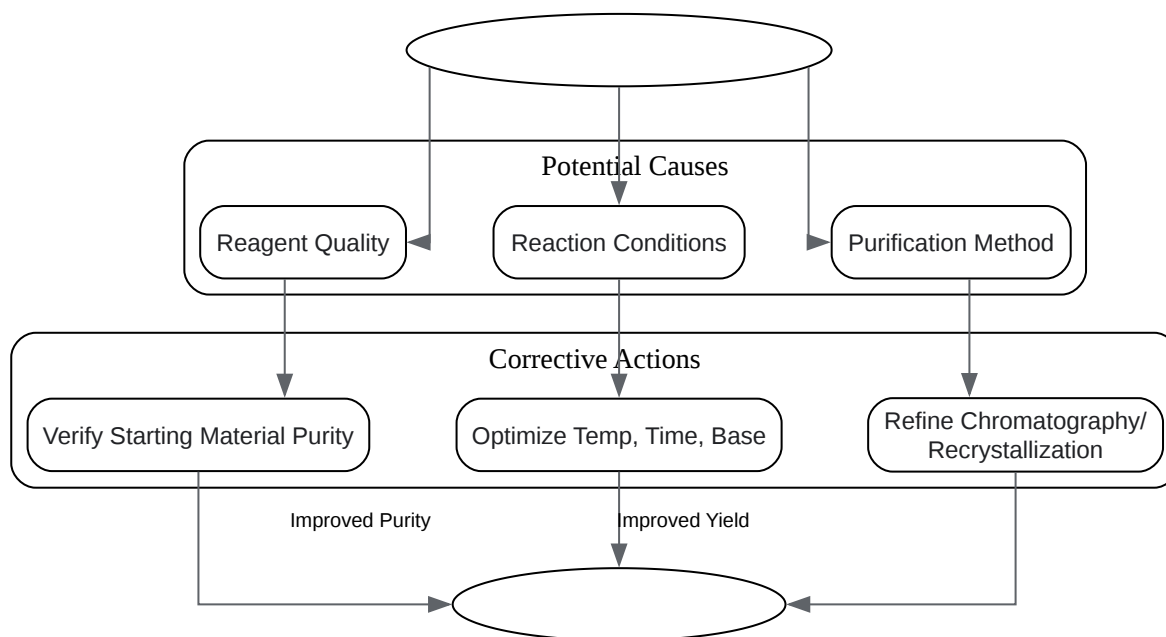 Potential Causes
Reagent Quality
Reaction Conditions
Purification Method
Corrective Actions
Verify Starting Material Purity
Optimize Temp, Time, Base
Refine Chromatography/
Recrystallization
Improved Purity
Improved Yield